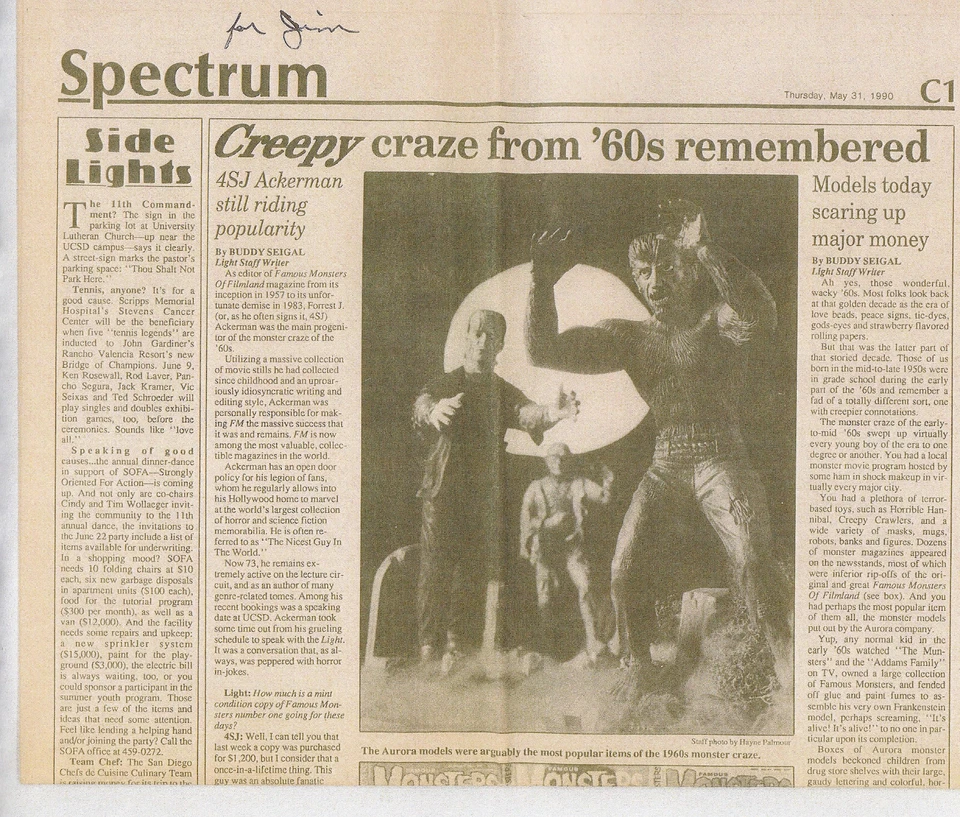 for Jim
Spectrum
Thursday, May 31, 1990
C1
Side
Lights
The 11th Command-
ment? The sign in the
parking lot at University
Lutheran Church—up near the
UCSD campus—says it clearly.
A street-sign marks the pastor's
parking space: "Thou Shalt Not
Park Here."
Tennis, anyone? It's for a
good cause. Scripps Memorial
Hospital's Stevens Cancer
Center will be the beneficiary
when five "tennis legends" are
inducted to John Gardiner's
Rancho Valencia Resort's new
Bridge of Champions. June 9,
Ken Rosewall, Rod Laver, Pan-
cho Segura, Jack Kramer, Vic
Seixas and Ted Schroeder will
play singles and doubles exhibi-
tion games, too, before the
ceremonies. Sounds like "love
all."
Speaking of good
causes...the annual dinner-dance
in support of SOFA—Strongly
Oriented For Action—is coming
up. And not only are co-chairs
Cindy and Tim Wollaeger invit-
ing the community to the 11th
annual dance, the invitations to
the June 22 party include a list of
items available for underwriting.
In a shopping mood? SOFA
needs 10 folding chairs at $10
each, six new garbage disposals
in apartment units ($100 each),
food for the tutorial program
($300 per month), as well as a
van ($12,000). And the facility
needs some repairs and upkeep:
a new sprinkler system
($15,000), paint for the play-
ground ($3,000), the electric bill
is always waiting, too, or you
could sponsor a participant in the
summer youth program. Those
are just a few of the items and
ideas that need some attention.
Feel like lending a helping hand
and/or joining the party? Call the
SOFA office at 459-0272.
Team Chef: The San Diego
Chefs de Cuisine Culinary Team
Creepy craze from '60s remembered
4SJ Ackerman
still riding
popularity
By BUDDY SEIGAL
Light Staff Writer
As editor of Famous Monsters
Of Filmland magazine from its
inception in 1957 to its unfor-
tunate demise in 1983, Forrest J.
(or, as he often signs it, 4SJ)
Ackerman was the main progeni-
tor of the monster craze of the
'60s.
Utilizing a massive collection
of movie stills he had collected
since childhood and an uproar-
iously idiosyncratic writing and
editing style, Ackerman was
personally responsible for mak-
ing FM the massive success that
it was and remains. FM is now
among the most valuable, collec-
tible magazines in the world.
Ackerman has an open door
policy for his legion of fans,
whom he regularly allows into
his Hollywood home to marvel
at the world's largest collection
of horror and science fiction
memorabilia. He is often re-
ferred to as "The Nicest Guy In
The World."
Now 73, he remains ex-
tremely active on the lecture cir-
cuit, and as an author of many
genre-related tomes. Among his
recent bookings was a speaking
date at UCSD. Ackerman took
some time out from his grueling
schedule to speak with the Light.
It was a conversation that, as al-
ways, was peppered with horror
in-jokes.
Light: How much is a mint
condition copy of Famous Mon-
sters number one going for these
days?
4SJ: Well, I can tell you that
last week a copy was purchased
for $1,200, but I consider that a
once-in-a-lifetime thing. This
guy was an absolute fanatic
Staff photo by Hayne Palmour
The Aurora models were arguably the most popular items of the 1960s monster craze.
MONSTERS
FAMOUS
MONSTERS
FAMOUS
MONSTERS
Models today
scaring up
major money
By BUDDY SEIGAL
Light Staff Writer
Ah yes, those wonderful,
wacky '60s. Most folks look back
at that golden decade as the era of
love beads, peace signs, tie-dyes,
gods-eyes and strawberry flavored
rolling papers.
But that was the latter part of
that storied decade. Those of us
born in the mid-to-late 1950s were
in grade school during the early
part of the '60s and remember a
fad of a totally different sort, one
with creepier connotations.
The monster craze of the early-
to-mid '60s swept up virtually
every young boy of the era to one
degree or another. You had a local
monster movie program hosted by
some ham in shock makeup in vir-
tually every major city.
You had a plethora of terror-
based toys, such as Horrible Han-
nibal, Creepy Crawlers, and a
wide variety of masks, mugs,
robots, banks and figures. Dozens
of monster magazines appeared
on the newsstands, most of which
were inferior rip-offs of the ori-
ginal and great Famous Monsters
Of Filmland (see box). And you
had perhaps the most popular item
of them all, the monster models
put out by the Aurora company.
Yup, any normal kid in the
early '60s watched "The Mun-
sters" and the "Addams Family"
on TV, owned a large collection
of Famous Monsters, and fended
off glue and paint fumes to as-
semble his very own Frankenstein
model, perhaps screaming, "It's
alive! It's alive!" to no one in par-
ticular upon its completion.
Boxes of Aurora monster
models beckoned children from
drug store shelves with their large,
gaudy lettering and colorful, hor-